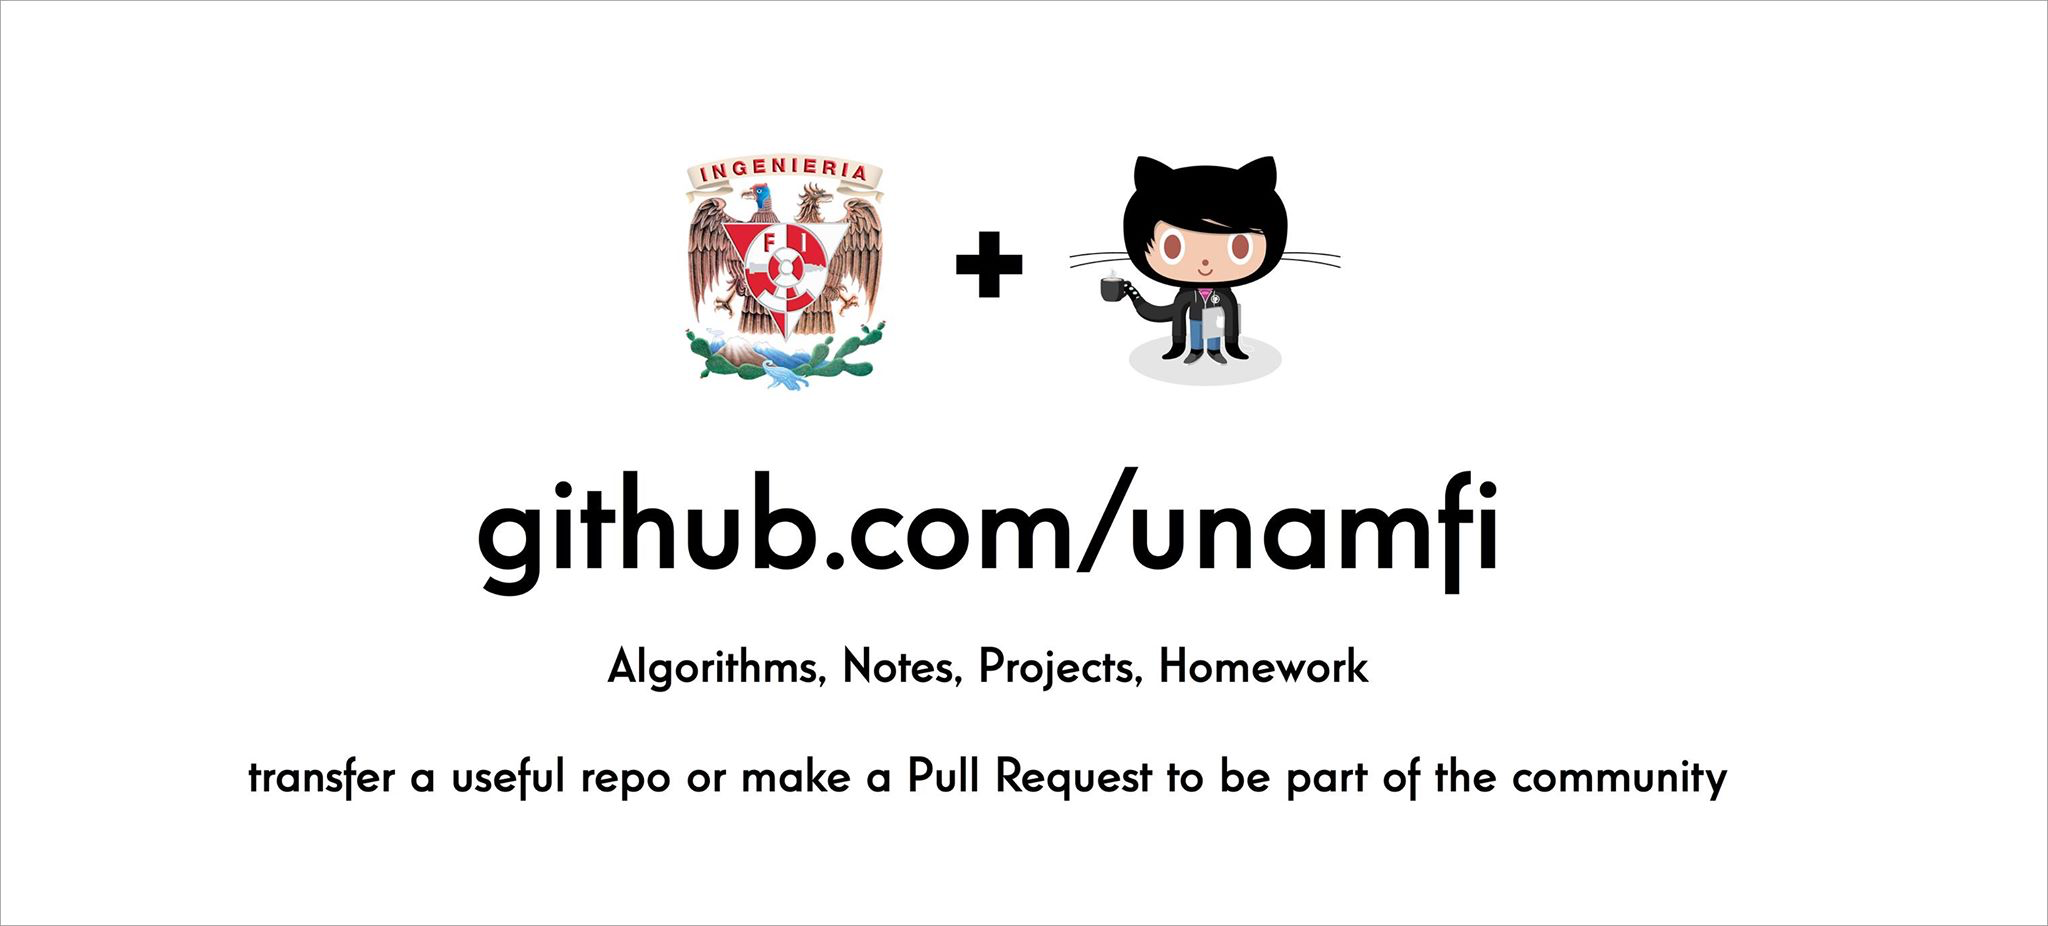 INGENIERIA
F I
+
github.com/unamfi
Algorithms, Notes, Projects, Homework
transfer a useful repo or make a Pull Request to be part of the community